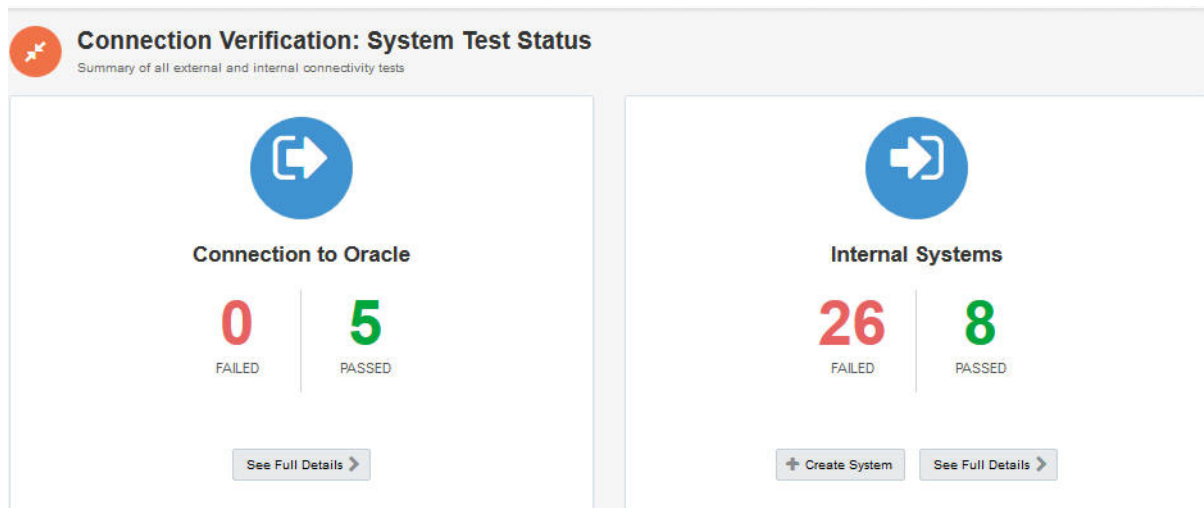 Connection Verification: System Test Status
Summary of all external and internal connectivity tests
Connection to Oracle
0
FAILED
5
PASSED
See Full Details
Internal Systems
26
FAILED
8
PASSED
Create System
See Full Details